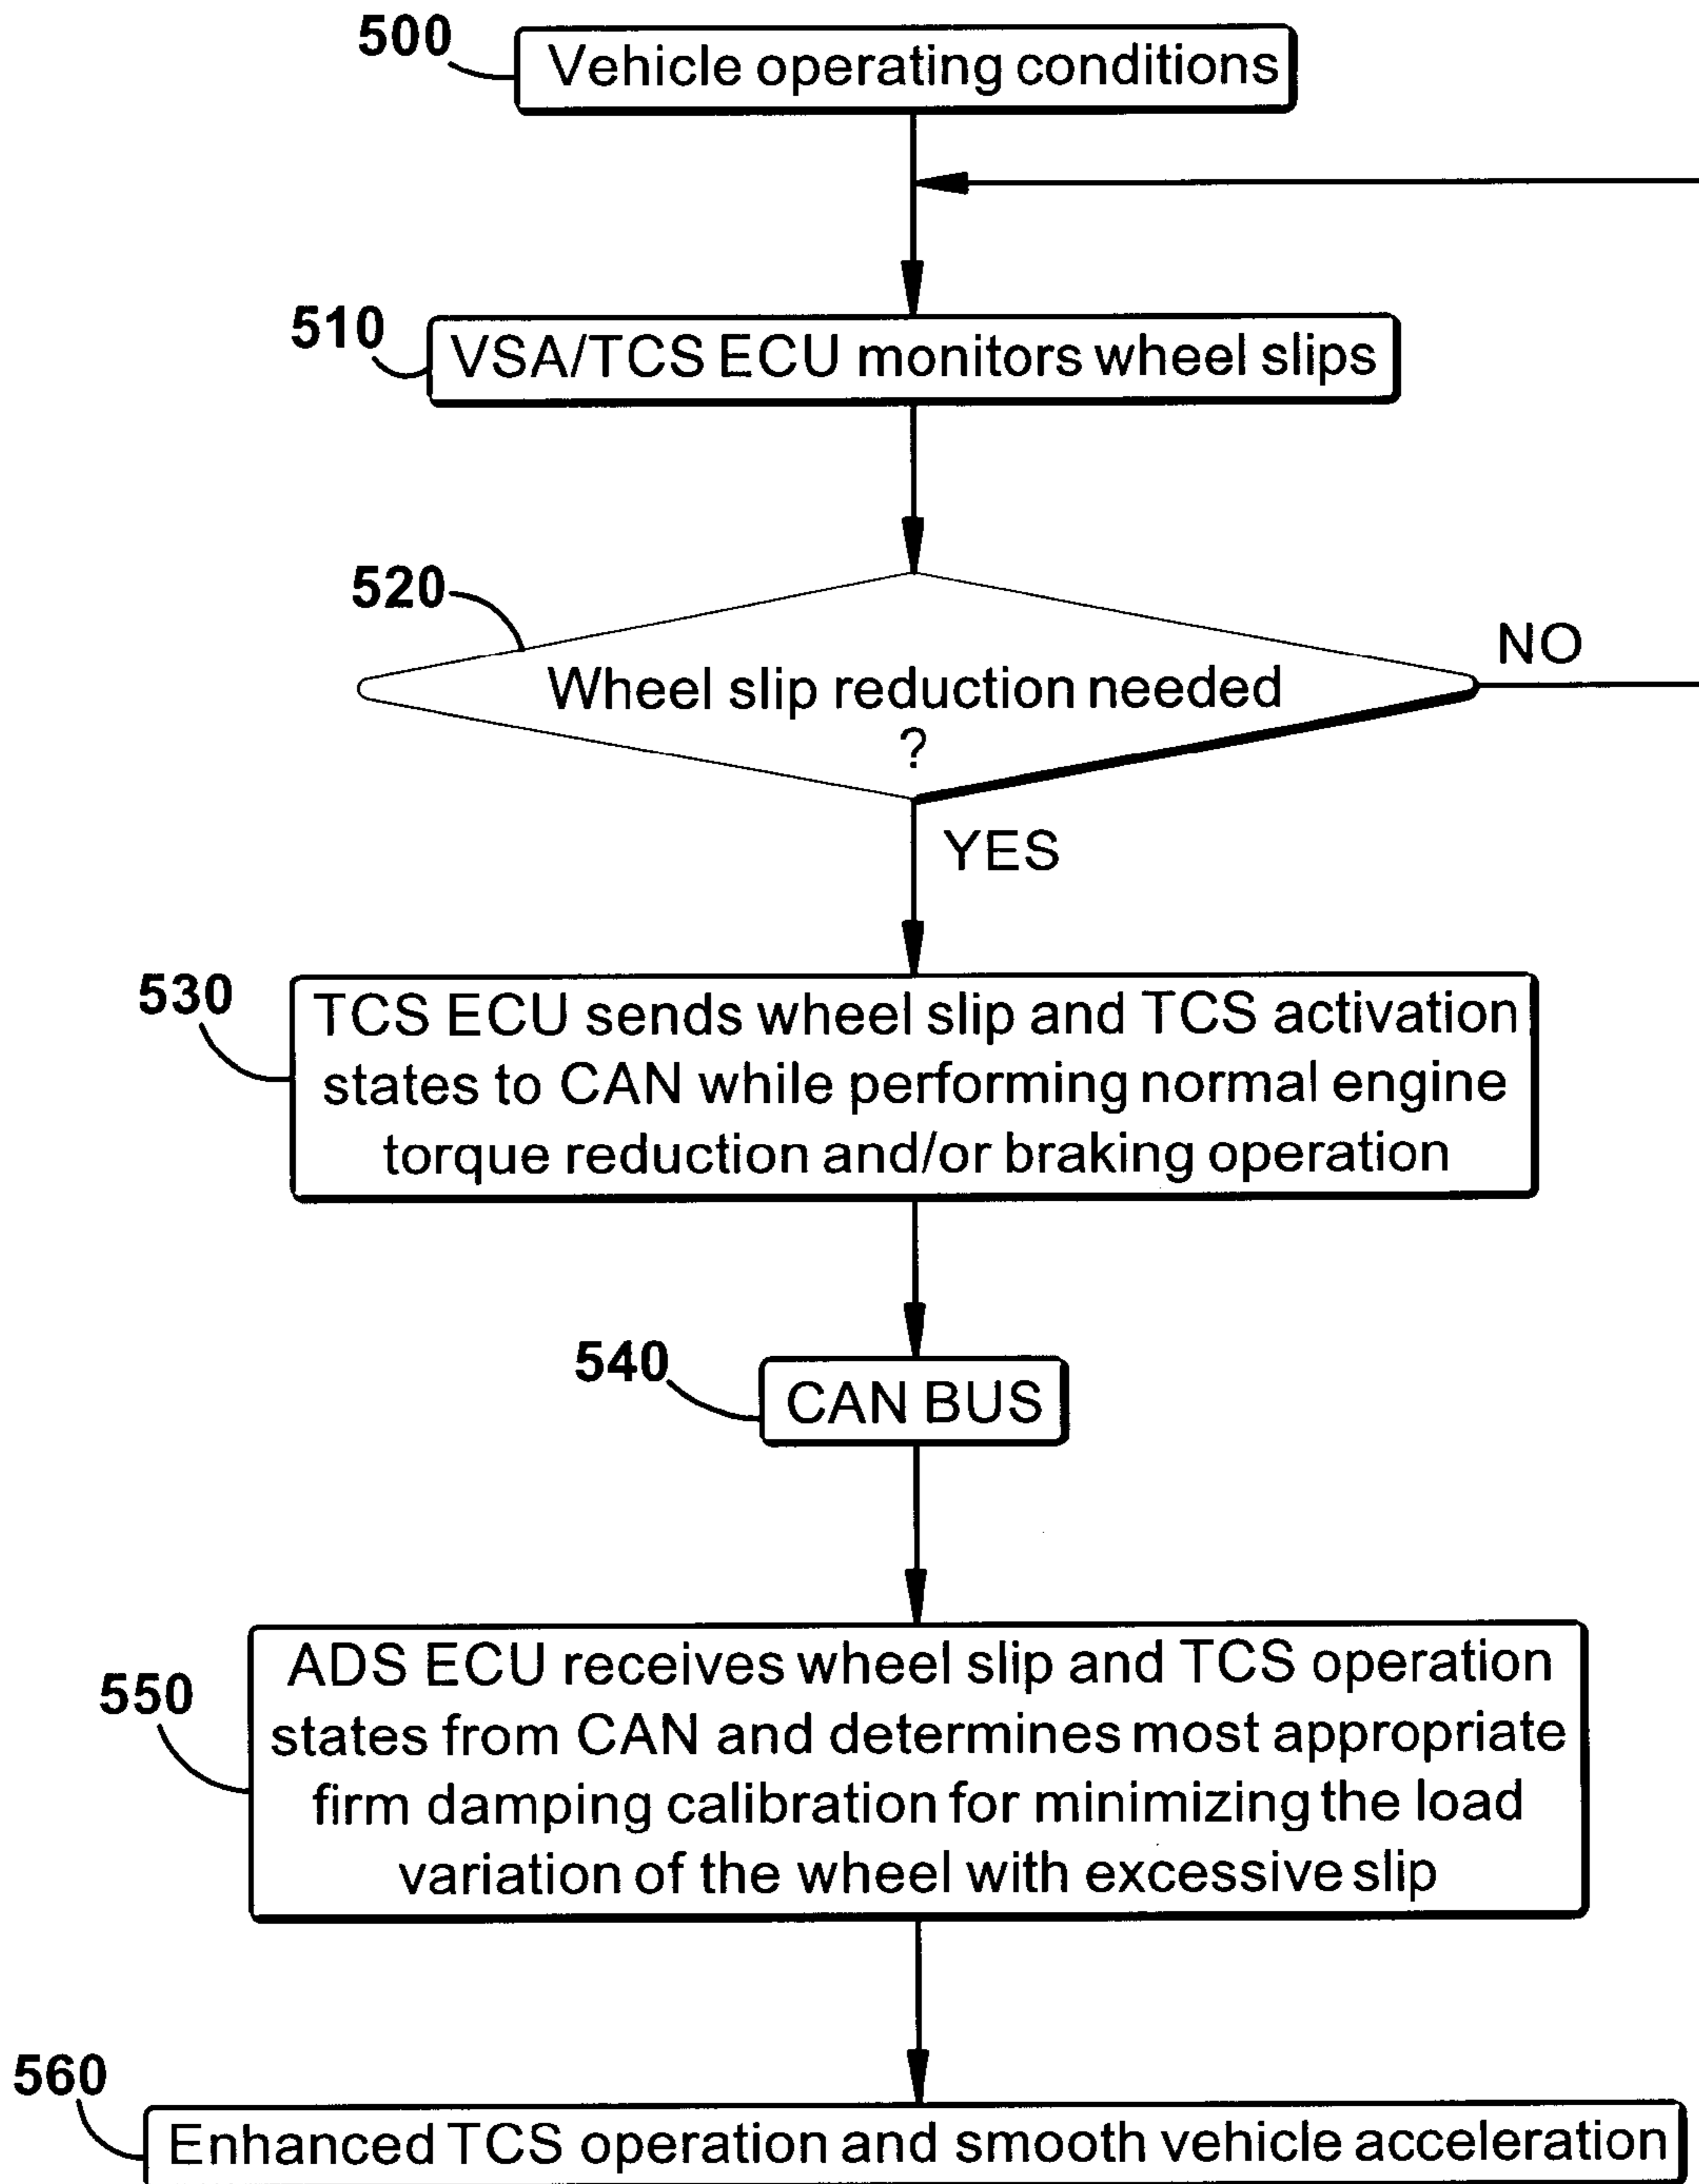 500
Vehicle operating conditions
510
VSA/TCS ECU monitors wheel slips
520
Wheel slip reduction needed
?
NO
YES
530
TCS ECU sends wheel slip and TCS activation
states to CAN while performing normal engine
torque reduction and/or braking operation
540
CAN BUS
550
ADS ECU receives wheel slip and TCS operation
states from CAN and determines most appropriate
firm damping calibration for minimizing the load
variation of the wheel with excessive slip
560
Enhanced TCS operation and smooth vehicle acceleration